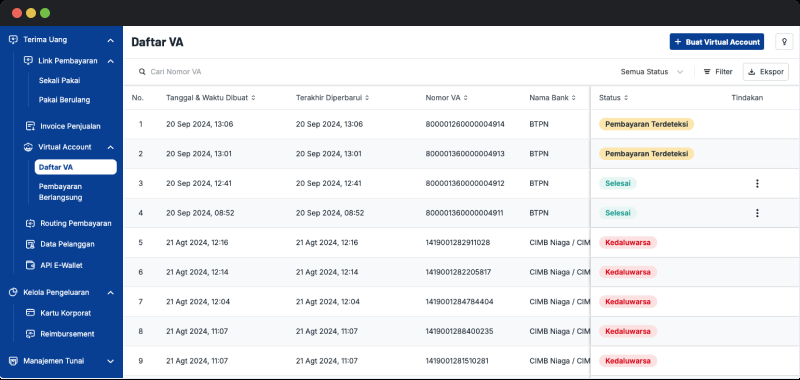 Terima Uang
Link Pembayaran
Sekali Pakai
Pakai Berulang
Invoice Penjualan
Virtual Account
Daftar VA
Pembayaran
Berlangsung
Routing Pembayaran
Data Pelanggan
API E-Wallet
Kelola Pengeluaran
Kartu Korporat
Reimbursement
Manajemen Tunai
Daftar VA
+ Buat Virtual Account
Cari Nomor VA
Semua Status
Filter
Ekspor
No. Tanggal & Waktu Dibuat Terakhir Diperbarui Nomor VA Nama Bank Status Tindakan
1 20 Sep 2024, 13:06 20 Sep 2024, 13:06 800001260000004914 BTPN Pembayaran Terdeteksi
2 20 Sep 2024, 13:01 20 Sep 2024, 13:01 800001360000004913 BTPN Pembayaran Terdeteksi
3 20 Sep 2024, 12:41 20 Sep 2024, 12:41 800001360000004912 BTPN Selesai
4 20 Sep 2024, 08:52 20 Sep 2024, 08:52 800001360000004911 BTPN Selesai
5 21 Agt 2024, 12:16 21 Agt 2024, 12:16 1419001282911028 CIMB Niaga / CIM Kedaluwarsa
6 21 Agt 2024, 12:14 21 Agt 2024, 12:14 1419001282205817 CIMB Niaga / CIM Kedaluwarsa
7 21 Agt 2024, 12:04 21 Agt 2024, 12:04 1419001284784404 CIMB Niaga / CIM Kedaluwarsa
8 21 Agt 2024, 11:07 21 Agt 2024, 11:07 1419001288400235 CIMB Niaga / CIM Kedaluwarsa
9 21 Agt 2024, 11:07 21 Agt 2024, 11:07 1419001281510281 CIMB Niaga / CIM Kedaluwarsa